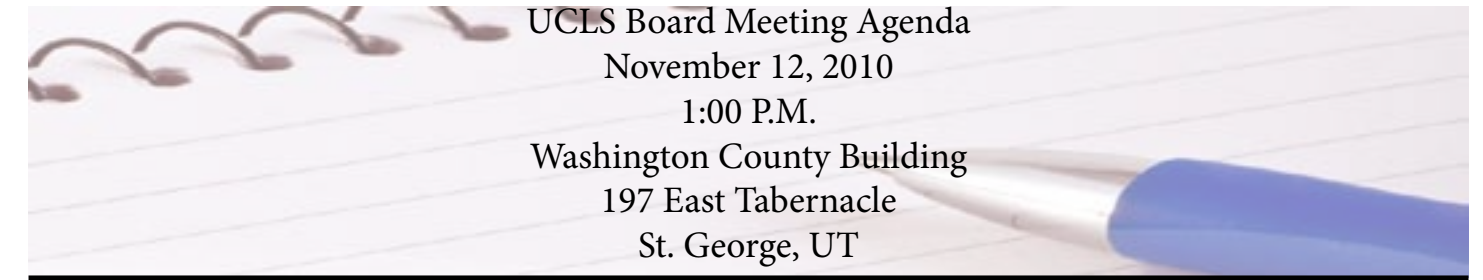 UCLS Board Meeting Agenda
November 12, 2010
1:00 P.M.
Washington County Building
197 East Tabernacle
St. George, UT